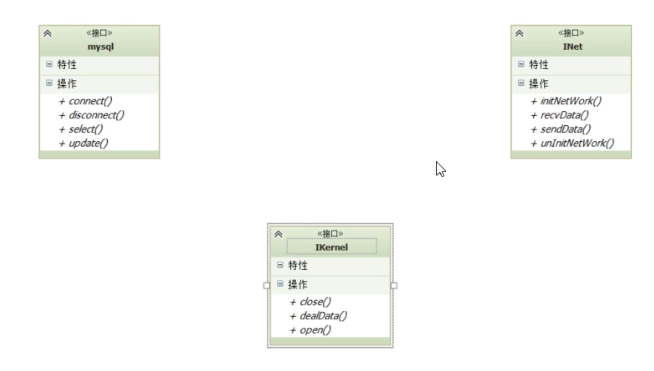 «接口»
mysql
特性
操作
+ connect()
+ disconnect()
+ select()
+ update()
«接口»
INet
特性
操作
+ initNetWork()
+ recvData()
+ sendData()
+ unInitNetWork()
«接口»
IKernel
特性
操作
+ close()
+ dealData()
+ open()